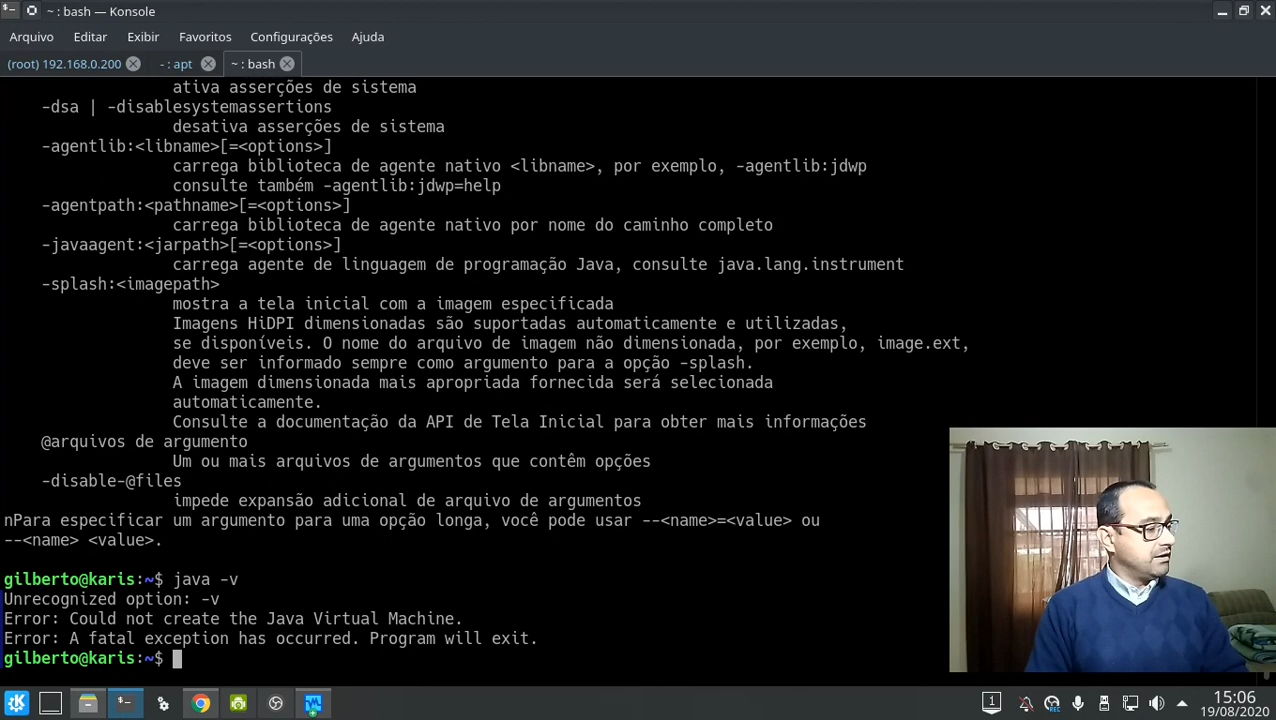 ~ : bash — Konsole
Arquivo Editar Exibir Favoritos Configurações Ajuda
(root) 192.168.0.200 - : apt ~ : bash
ativa asserções de sistema
-dsa | -disablesystemassertions
desativa asserções de sistema
-agentlib:<libname>[=<options>]
carrega biblioteca de agente nativo <libname>, por exemplo, -agentlib:jdwp
consulte também -agentlib:jdwp=help
-agentpath:<pathname>[=<options>]
carrega biblioteca de agente nativo por nome do caminho completo
-javaagent:<jarpath>[=<options>]
carrega agente de linguagem de programação Java, consulte java.lang.instrument
-splash:<imagepath>
mostra a tela inicial com a imagem especificada
Imagens HiDPI dimensionadas são suportadas automaticamente e utilizadas,
se disponíveis. O nome do arquivo de imagem não dimensionada, por exemplo, image.ext,
deve ser informado sempre como argumento para a opção -splash.
A imagem dimensionada mais apropriada fornecida será selecionada
automaticamente.
Consulte a documentação da API de Tela Inicial para obter mais informações
@arquivos de argumento
Um ou mais arquivos de argumentos que contêm opções
-disable-@files
impede expansão adicional de arquivo de argumentos
nPara especificar um argumento para uma opção longa, você pode usar --<name>=<value> ou
--<name> <value>.
gilberto@karis:~$ java -v
Unrecognized option: -v
Error: Could not create the Java Virtual Machine.
Error: A fatal exception has occurred. Program will exit.
gilberto@karis:~$
1 REC 15:06
19/08/2020